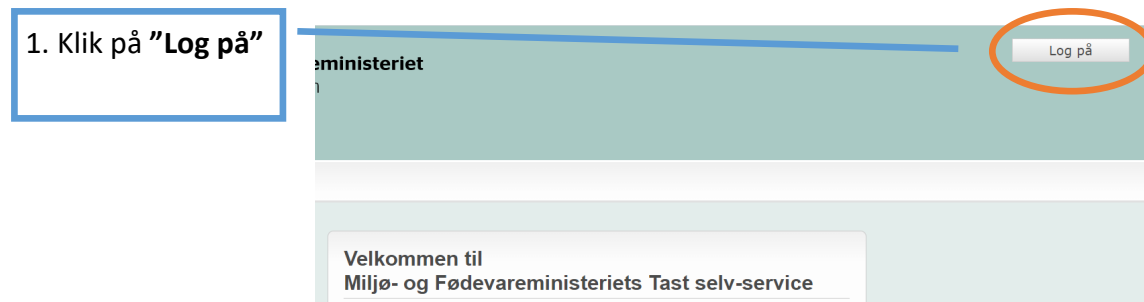 1. Klik på ”Log på”
Log på
eministeriet
Velkommen til
Miljø- og Fødevareministeriets Tast selv-service